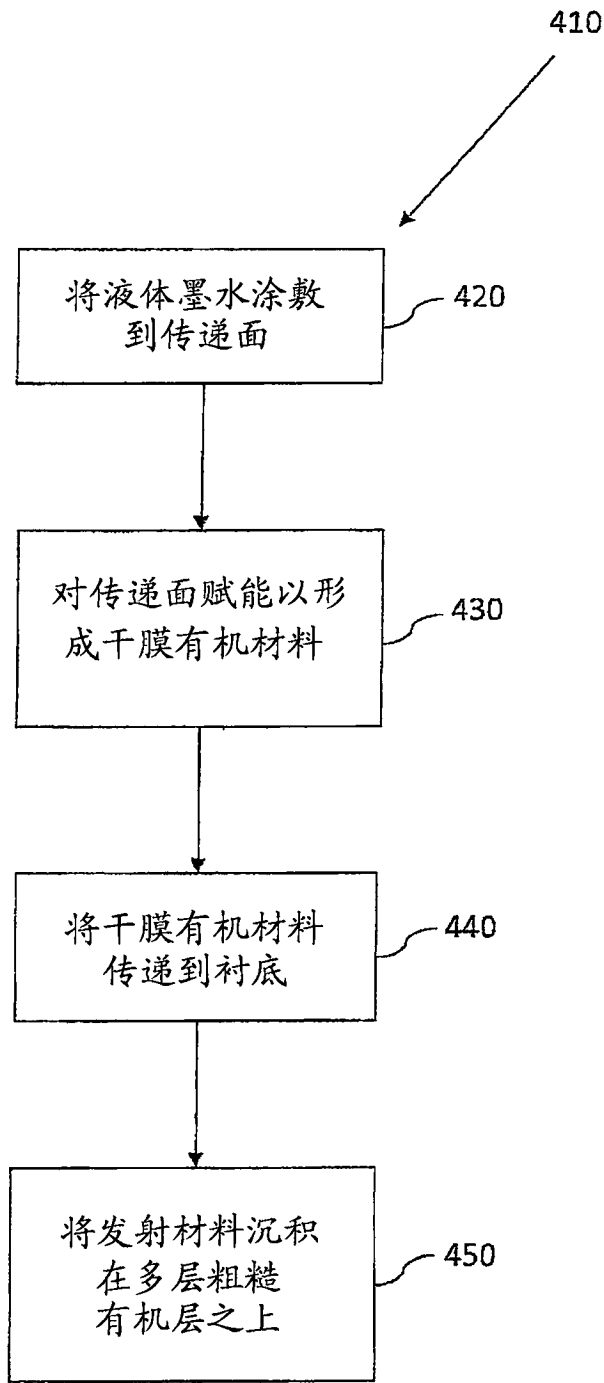 410
将液体墨水涂敷
到传递面
420
对传递面赋能以形
成干膜有机材料
430
将干膜有机材料
传递到衬底
440
将发射材料沉积
在多层粗糙
有机层之上
450